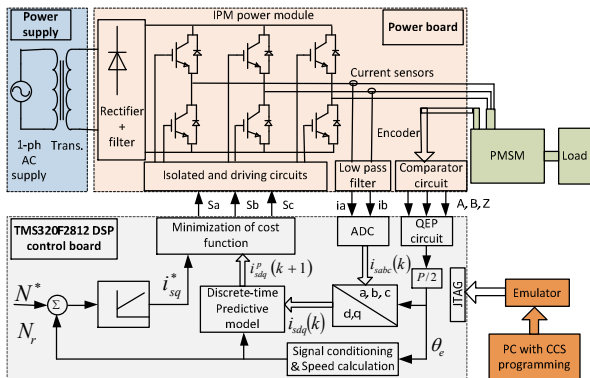 Power
supply
IPM power module
Power
board
Current sensors
Rectifier
+
filter
Encoder
1-ph
AC
supply
Trans.
PMSM
Load
Isolated and driving circuits
Low pass
filter
Comparator
circuit
Sa
Sb
Sc
ia
ib
A, B, Z
TMS320F2812 DSP
control board
Minimization of cost
function
ADC
QEP
circuit
i*sq
i^p_sdq(k+1)
i_sabc(k)
P/2
JTAG
N*
Σ
N_r
Discrete-time
Predictive
model
i_sdq(k)
a, b, c
d,q
Emulator
θ_e
Signal conditioning
& Speed calculation
PC with CCS
programming